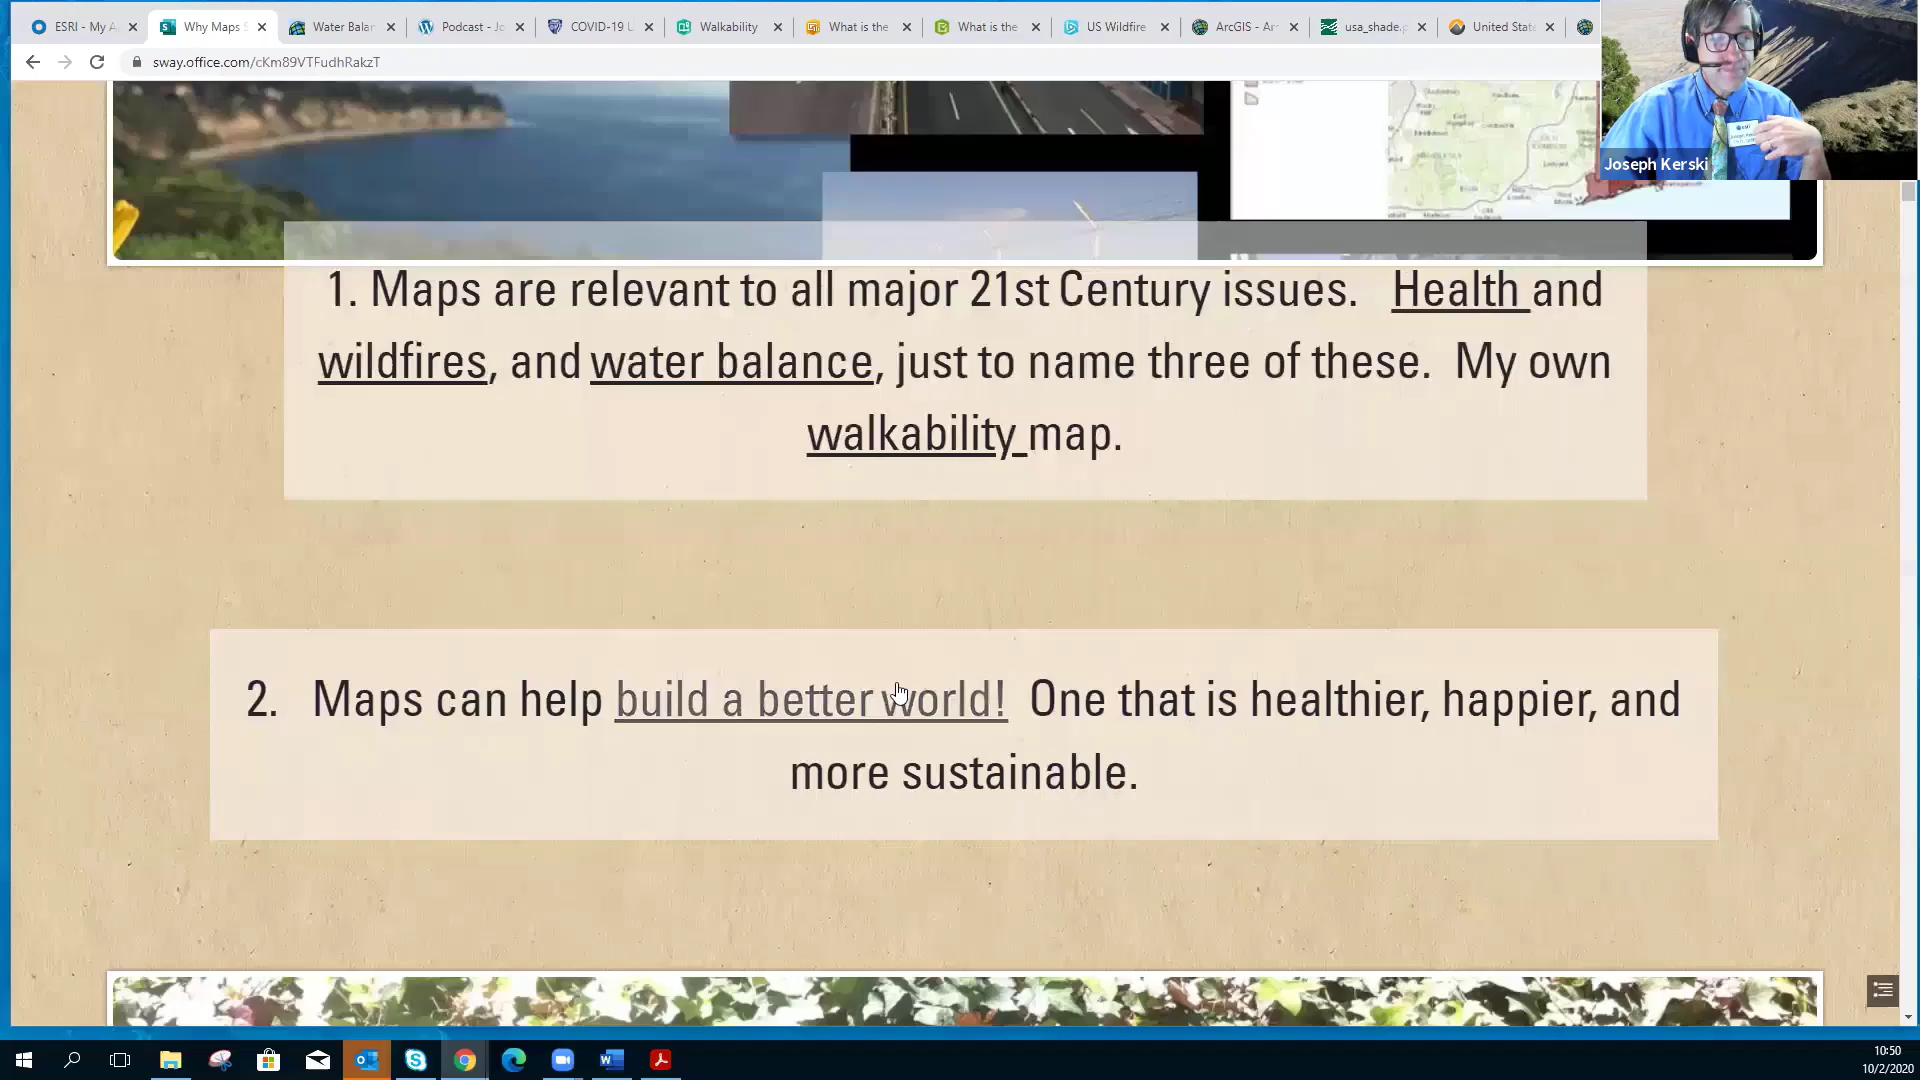 ESRI - My A
Why Maps S
Water Balan
Podcast - Jo
COVID-19 U
Walkability
What is the
What is the
US Wildfire
ArcGIS - Ar
usa_shade.p
United State
sway.office.com/cKm89VTFudhRakzT
Joseph Kerski
1. Maps are relevant to all major 21st Century issues. Health and
wildfires, and water balance, just to name three of these. My own
walkability map.
2. Maps can help build a better world! One that is healthier, happier, and
more sustainable.
10:50
10/2/2020